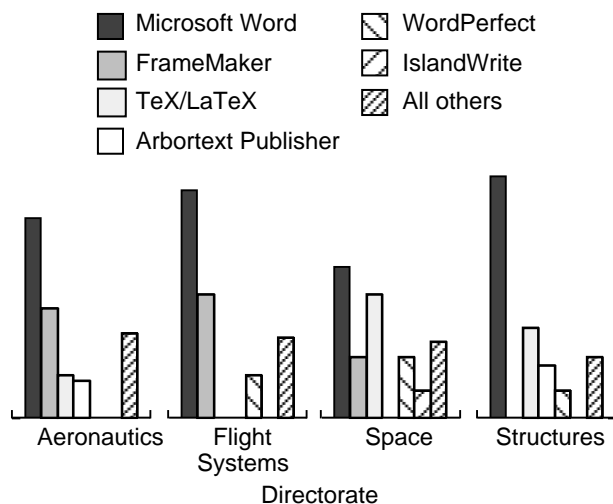 Microsoft Word
FrameMaker
TeX/LaTeX
Arbortext Publisher
WordPerfect
IslandWrite
All others
Aeronautics
Flight
Systems
Space
Structures
Directorate